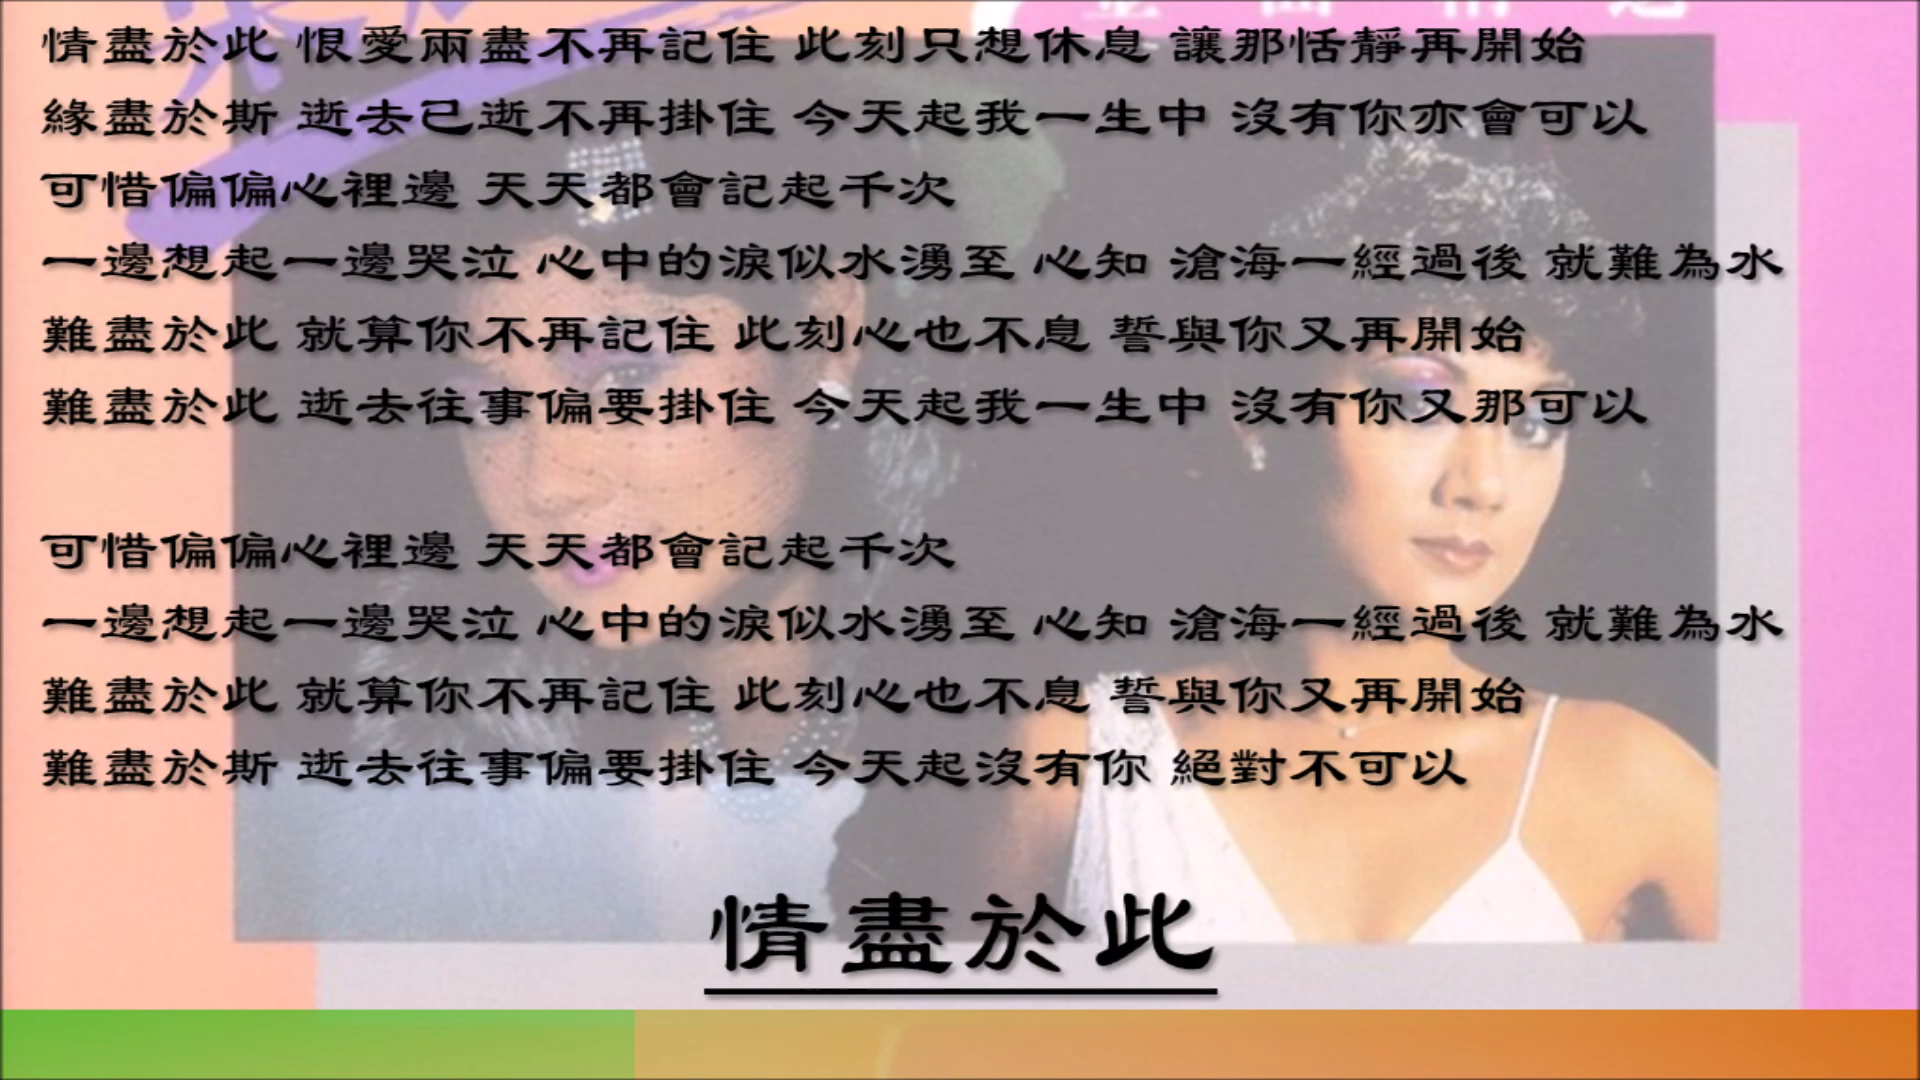 情盡於此 恨愛兩盡不再記住 此刻只想休息 讓那恬靜再開始
緣盡於斯 逝去已逝不再掛住 今天起我一生中 沒有你亦會可以
可惜偏偏心裡邊 天天都會記起千次
一邊想起一邊哭泣 心中的淚似水湧至 心知 滄海一經過後 就難為水
難盡於此 就算你不再記住 此刻心也不息 誓與你又再開始
難盡於此 逝去往事偏要掛住 今天起我一生中 沒有你又那可以
可惜偏偏心裡邊 天天都會記起千次
一邊想起一邊哭泣 心中的淚似水湧至 心知 滄海一經過後 就難為水
難盡於此 就算你不再記住 此刻心也不息 誓與你又再開始
難盡於斯 逝去往事偏要掛住 今天起沒有你 絕對不可以
情盡於此